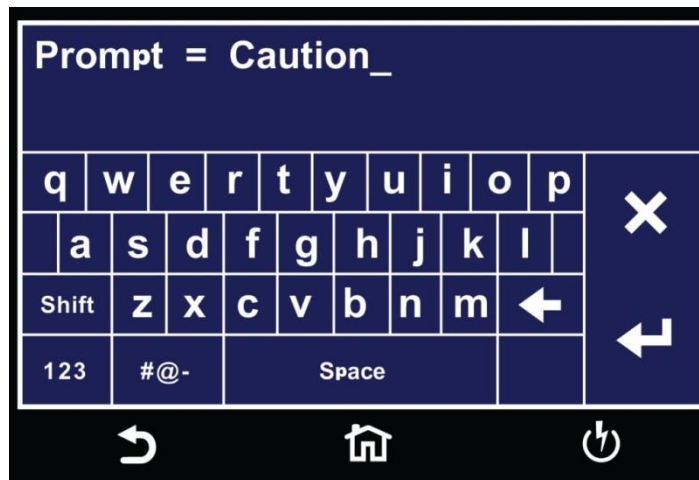 Prompt = Caution_
q w e r t y u i o p
a s d f g h j k l
Shift z x c v b n m
123 #@- Space